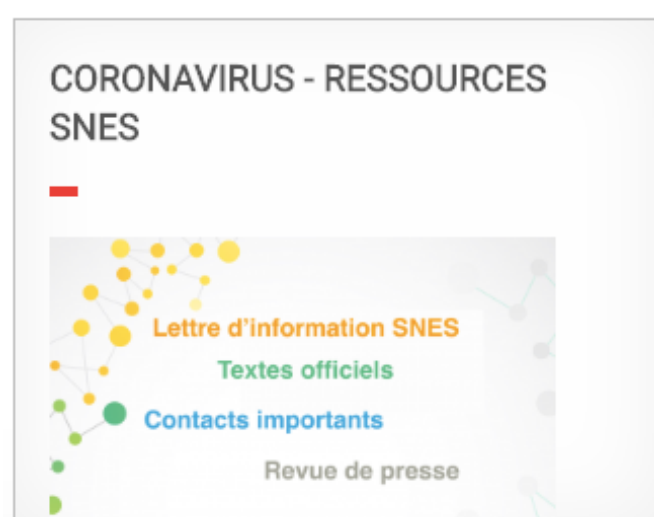 CORONAVIRUS - RESSOURCES
SNES
Lettre d'information SNES
Textes officiels
Contacts importants
Revue de presse